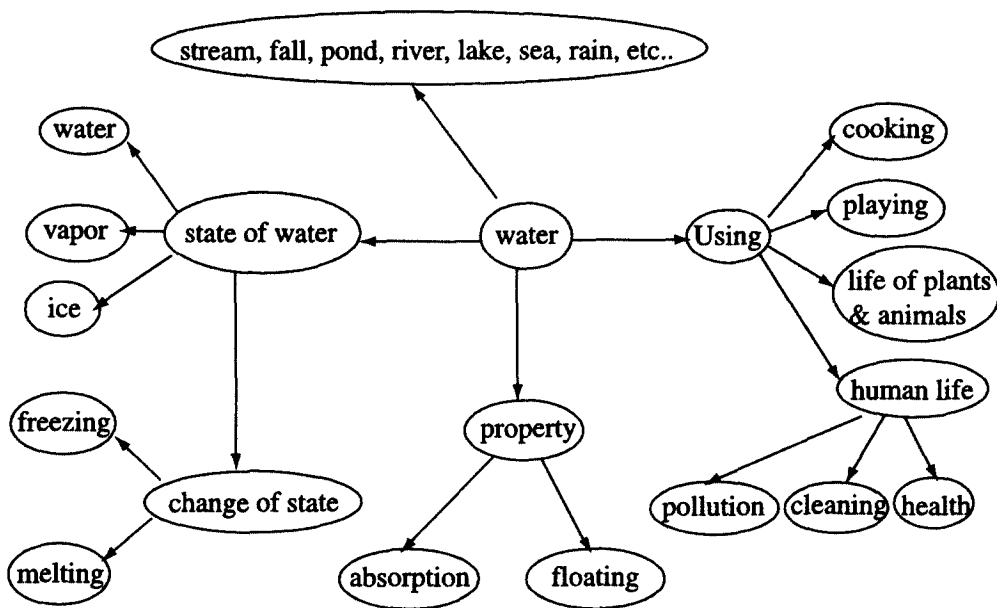 stream, fall, pond, river, lake, sea, rain, etc..
water
cooking
vapor
state of water
water
Using
playing
ice
life of plants
& animals
human life
freezing
property
change of state
pollution
cleaning
health
melting
absorption
floating